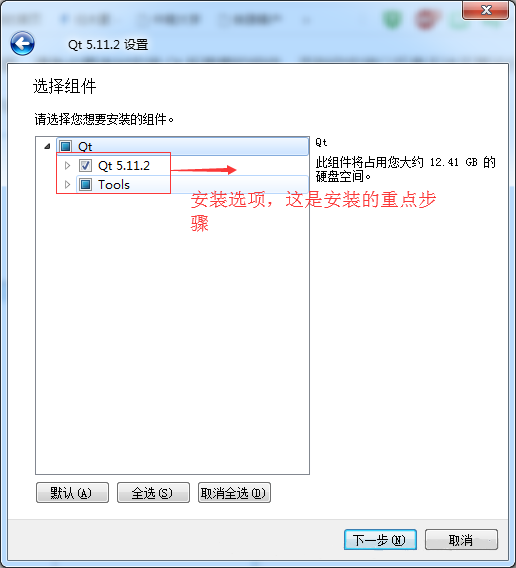 Qt 5.11.2 设置
选择组件
请选择您想要安装的组件。
Qt
Qt 5.11.2
Tools
Qt
此组件将占用您大约 12.41 GB 的
硬盘空间。
安装选项，这是安装的重点步
骤
默认(A)
全选(S)
取消全选(D)
下一步(N)
取消